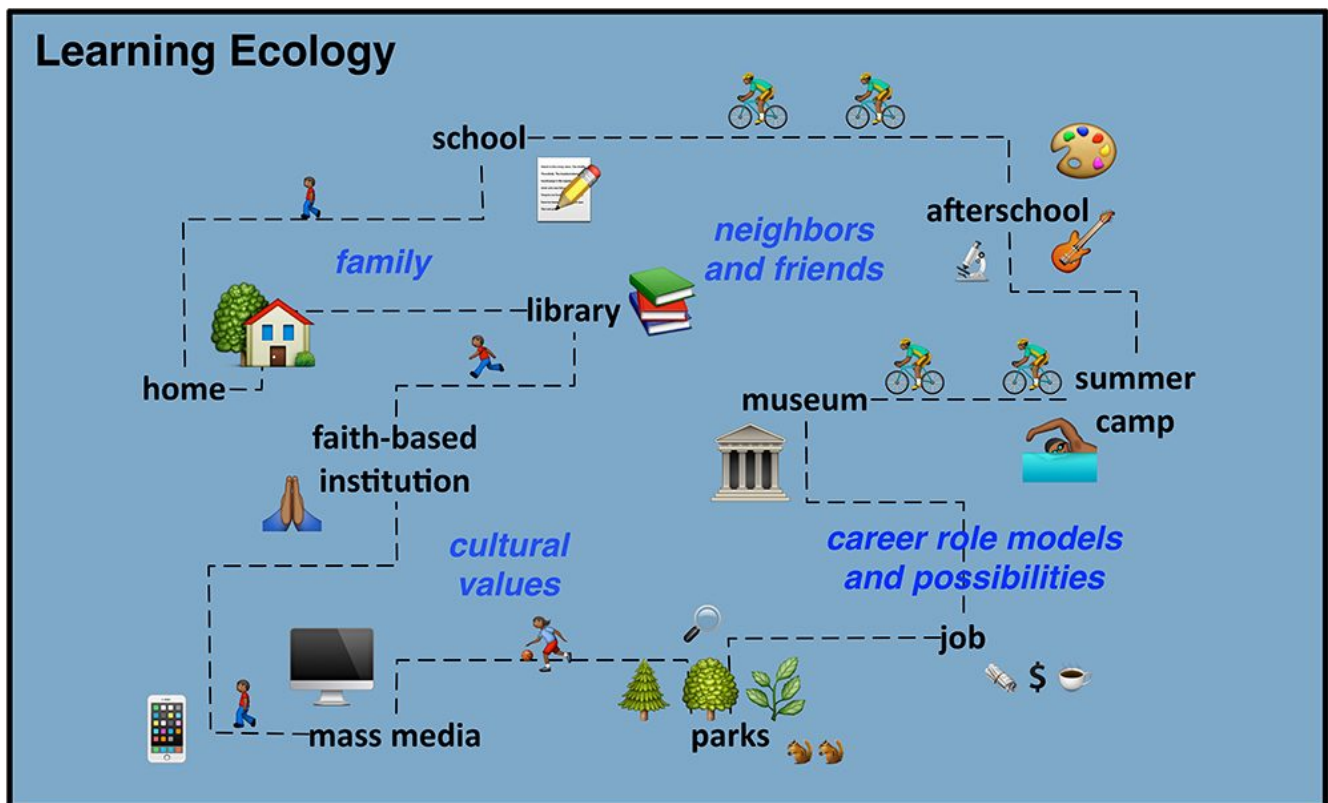 Learning Ecology
school
afterschool
family
neighbors
and friends
library
home
museum
summer
camp
faith-based
institution
cultural
values
career role models
and possibilities
job
$
mass media
parks